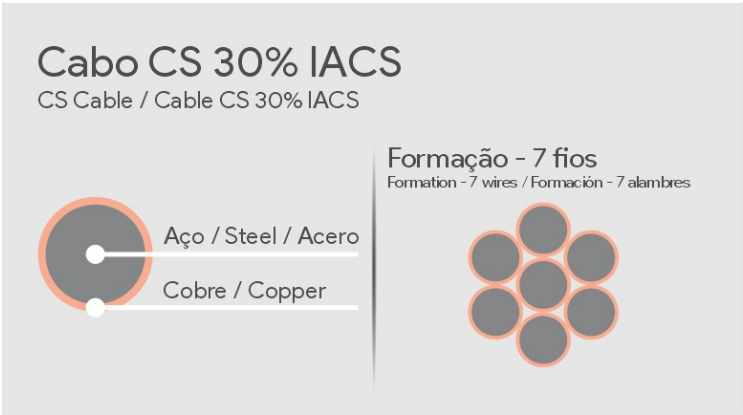 Cabo CS 30% IACS
CS Cable / Cable CS 30% IACS
Formação - 7 fios
Formation - 7 wires / Formación - 7 alambres
Aço / Steel / Acero
Cobre / Copper